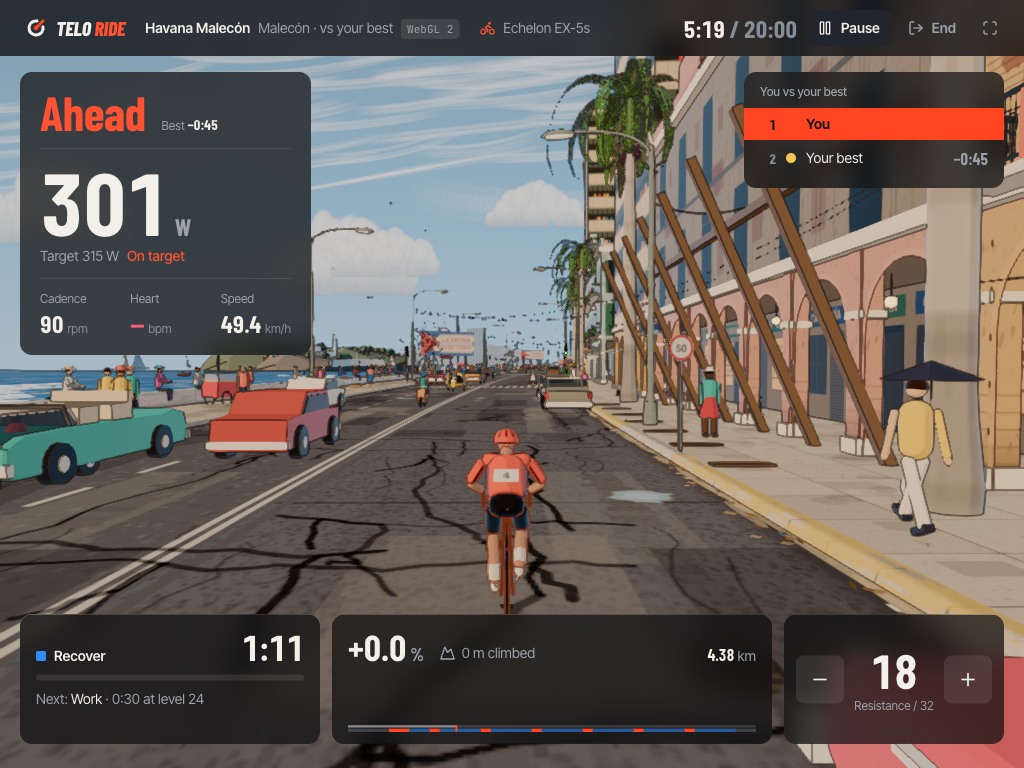 TELO RIDE
Havana Malecón Malecón · vs your best WebGL 2 Echelon EX-5s
5:19 / 20:00
Pause
End
Ahead Best −0:45
301 W
Target 315 W On target
Cadence Heart Speed
90 rpm — bpm 49.4 km/h
You vs your best
1 You
2 Your best −0:45
50
4
Recover 1:11
Next: Work · 0:30 at level 24
+0.0 % 0 m climbed 4.38 km
− 18 +
Resistance / 32